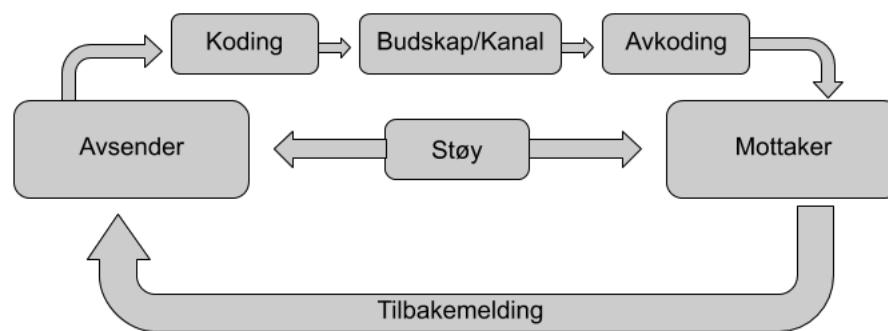 Koding
Budskap/Kanal
Avkoding
Avsender
Støy
Mottaker
Tilbakemelding